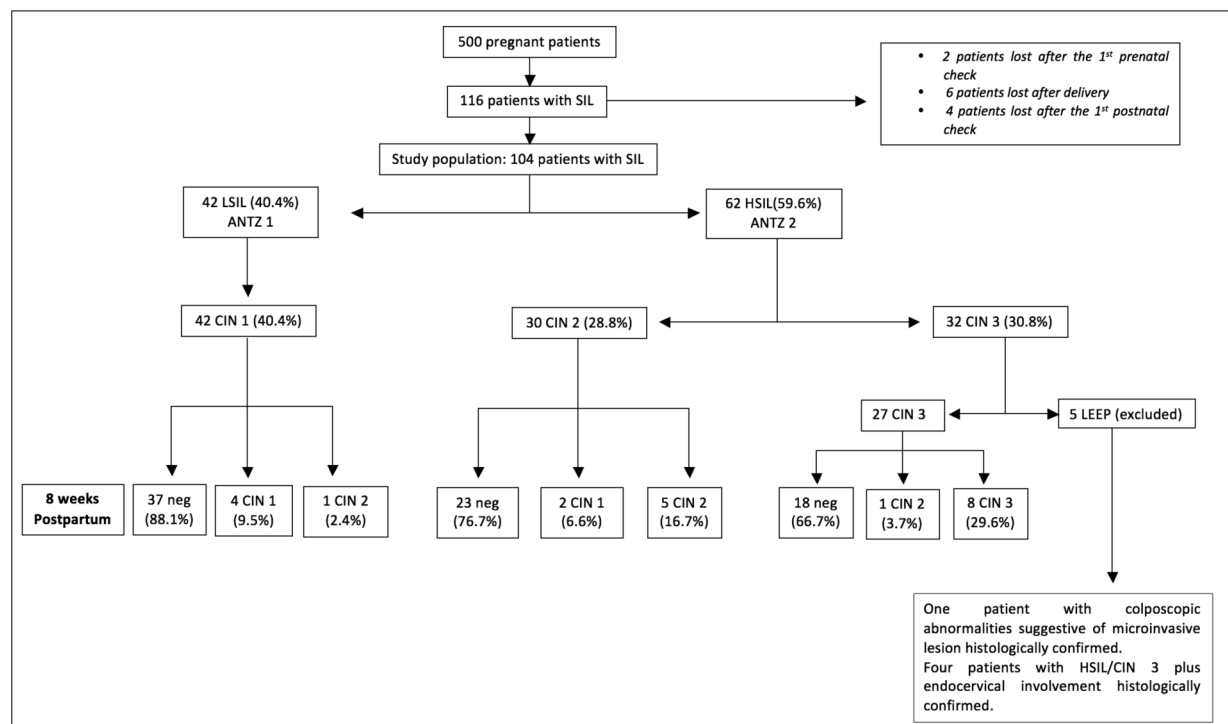 500 pregnant patients
• 2 patients lost after the 1st prenatal
check
• 6 patients lost after delivery
• 4 patients lost after the 1st postnatal
check
116 patients with SIL
Study population: 104 patients with SIL
42 LSIL (40.4%)
ANTZ 1
62 HSIL(59.6%)
ANTZ 2
42 CIN 1 (40.4%)
30 CIN 2 (28.8%)
32 CIN 3 (30.8%)
27 CIN 3
5 LEEP (excluded)
8 weeks
Postpartum
37 neg
(88.1%)
4 CIN 1
(9.5%)
1 CIN 2
(2.4%)
23 neg
(76.7%)
2 CIN 1
(6.6%)
5 CIN 2
(16.7%)
18 neg
(66.7%)
1 CIN 2
(3.7%)
8 CIN 3
(29.6%)
One patient with colposcopic
abnormalities suggestive of microinvasive
lesion histologically confirmed.
Four patients with HSIL/CIN 3 plus
endocervical involvement histologically
confirmed.